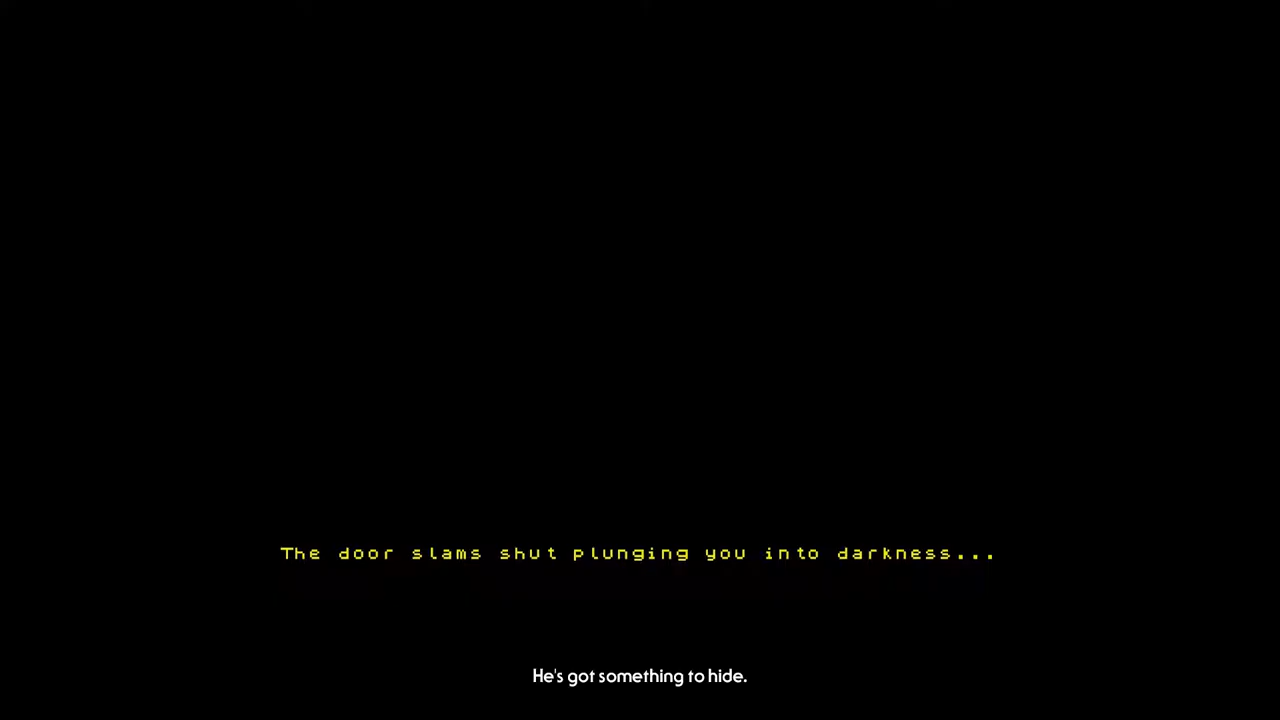 The door slams shut plunging you into darkness...
He's got something to hide.